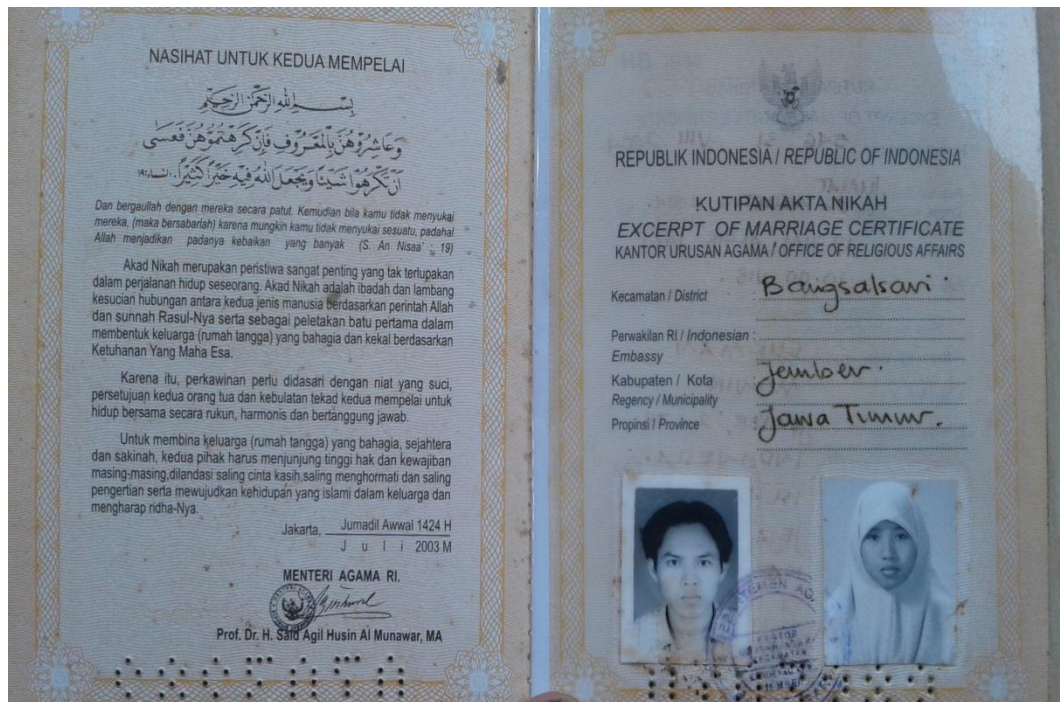 NASIHAT UNTUK KEDUA MEMPELAI
بِسْــــمِ اللهِ الرَّحْمٰنِ الرَّحِيْمِ
وَعَاشِرُوْهُنَّ بِالْمَعْرُوْفِ فَاِنْ كَرِهْتُمُوْهُنَّ فَعَسٰى
اَنْ تَكْرَهُوْا شَيْئًا وَيَجْعَلَ اللهُ فِيْهِ خَيْرًا كَثِيْرًا. النساء ١٩
Dan bergaullah dengan mereka secara patut. Kemudian bila kamu tidak menyukai
mereka, (maka bersabarlah) karena mungkin kamu tidak menyukai sesuatu, padahal
Allah menjadikan padanya kebaikan yang banyak (S. An Nisaa' : 19)
Akad Nikah merupakan peristiwa sangat penting yang tak terlupakan
dalam perjalanan hidup seseorang. Akad Nikah adalah ibadah dan lambang
kesucian hubungan antara kedua jenis manusia berdasarkan perintah Allah
dan sunnah Rasul-Nya serta sebagai peletakan batu pertama dalam
membentuk keluarga (rumah tangga) yang bahagia dan kekal berdasarkan
Ketuhanan Yang Maha Esa.
Karena itu, perkawinan perlu didasari dengan niat yang suci,
persetujuan kedua orang tua dan kebulatan tekad kedua mempelai untuk
hidup bersama secara rukun, harmonis dan bertanggung jawab.
Untuk membina keluarga (rumah tangga) yang bahagia, sejahtera
dan sakinah, kedua pihak harus menjunjung tinggi hak dan kewajiban
masing-masing,dilandasi saling cinta kasih,saling menghormati dan saling
pengertian serta mewujudkan kehidupan yang islami dalam keluarga dan
mengharap ridha-Nya.
Jakarta, Jumadil Awwal 1424 H
J u l i 2003 M
MENTERI AGAMA RI.
Prof. Dr. H. Said Agil Husin Al Munawar, MA
REPUBLIK INDONESIA / REPUBLIC OF INDONESIA
KUTIPAN AKTA NIKAH
EXCERPT OF MARRIAGE CERTIFICATE
KANTOR URUSAN AGAMA / OFFICE OF RELIGIOUS AFFAIRS
Kecamatan / District : Bangsalsari
Perwakilan RI / Indonesian :
Embassy
Kabupaten / Kota Jember
Regency / Municipality
Propinsi / Province Jawa Timur.